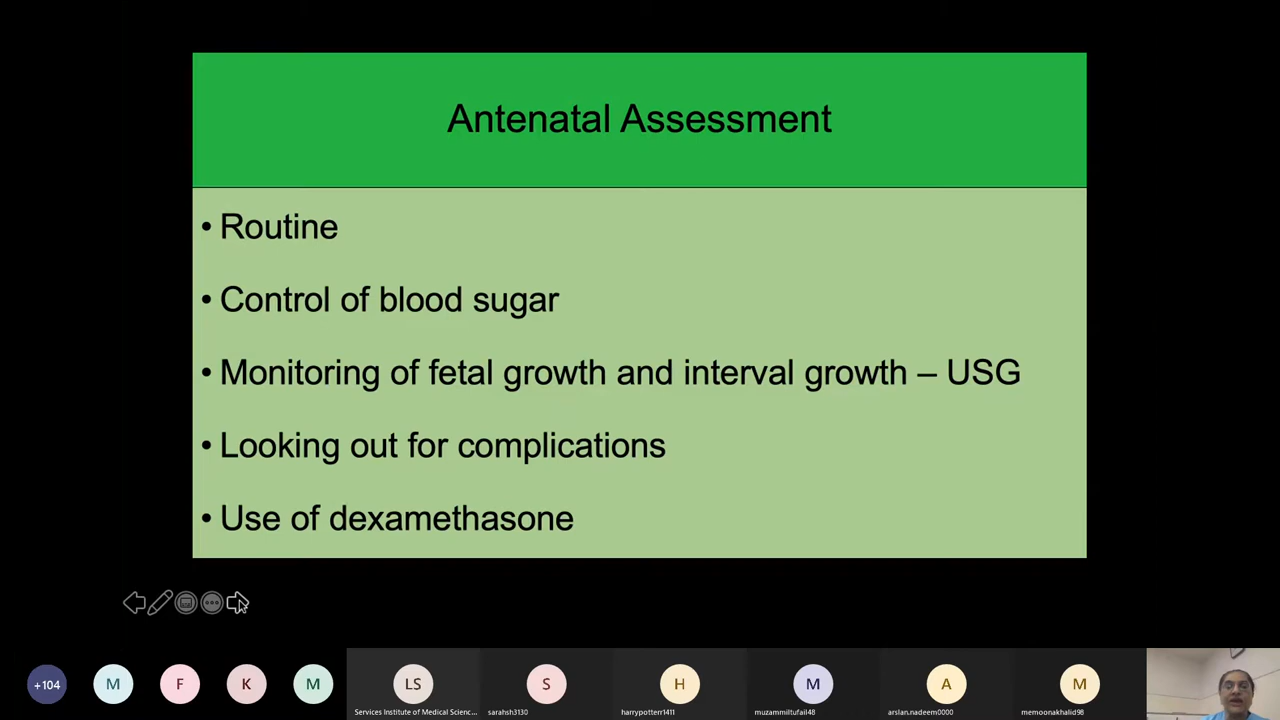 Antenatal Assessment
• Routine
• Control of blood sugar
• Monitoring of fetal growth and interval growth – USG
• Looking out for complications
• Use of dexamethasone
+104
M
F
K
M
LS
S
H
M
A
M
Services Institute of Medical Scienc...
sarahsh3130
harrypotterr1411
muzammiltufail48
arslan.nadeem0000
memoonakhalid98